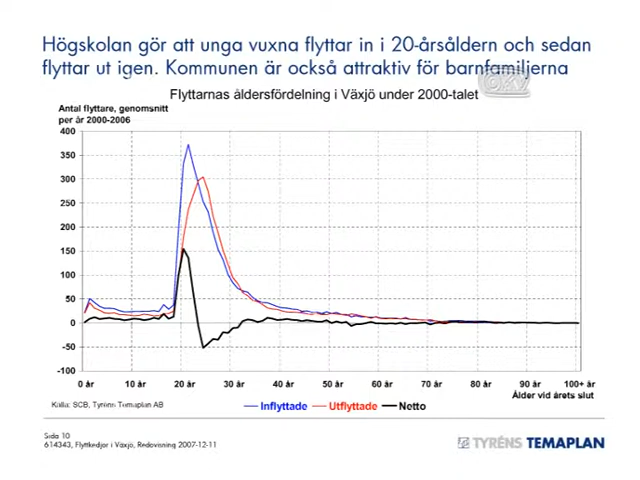 Högskolan gör att unga vuxna flyttar in i 20-årsåldern och sedan
flyttar ut igen. Kommunen är också attraktiv för barnfamiljerna
Flyttarnas åldersfördelning i Växjö under 2000-talet
Antal flyttare, genomsnitt
per år 2000-2006
400
350
300
250
200
150
100
50
0
-50
-100
0 år 10 år 20 år 30 år 40 år 50 år 60 år 70 år 80 år 90 år 100+ år
Ålder vid årets slut
Källa: SCB, Tyréns Temaplan AB
Inflyttade Utflyttade Netto
Sida 10
614343, Flyttkedjor i Växjö, Redovisning 2007-12-11
TYRÉNS TEMAPLAN